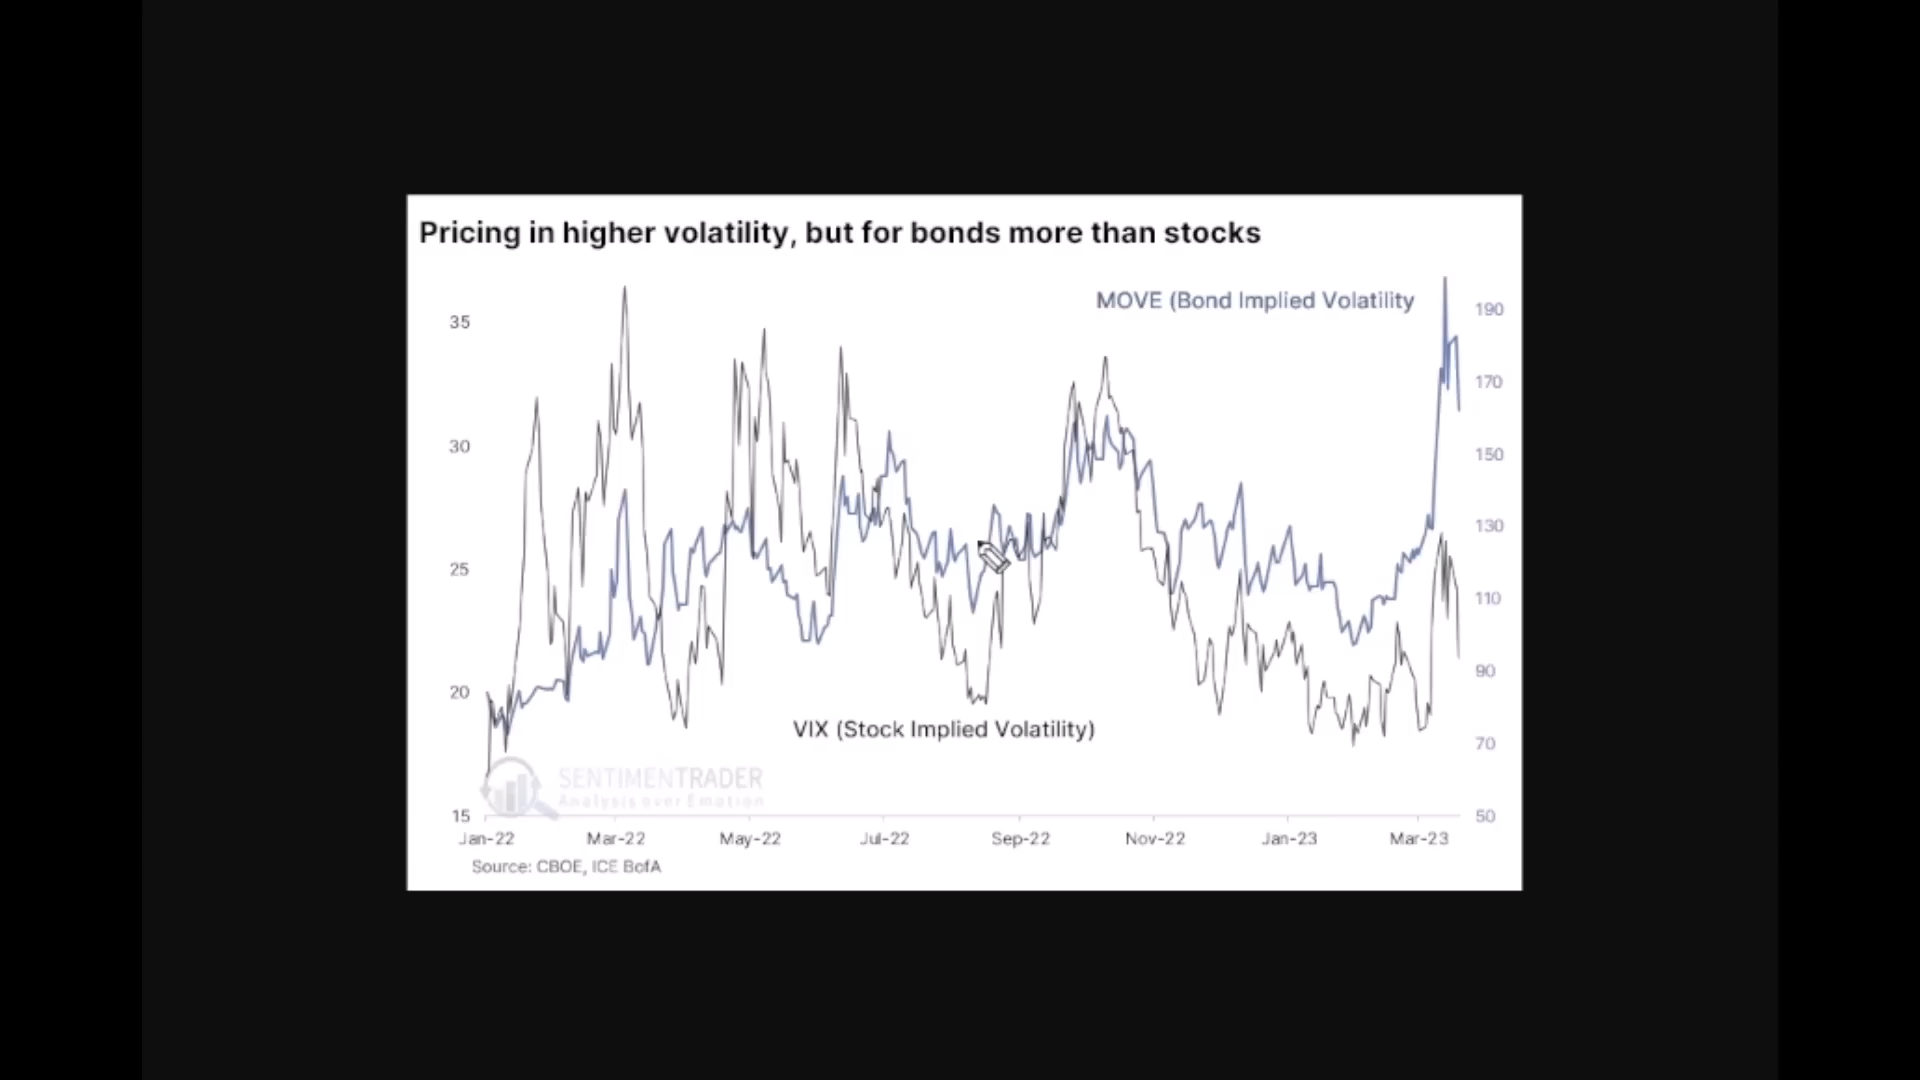 Pricing in higher volatility, but for bonds more than stocks
MOVE (Bond Implied Volatility
35
30
25
20
15
190
170
150
130
110
90
70
50
VIX (Stock Implied Volatility)
SENTIMENTRADER
Analysis over Emotion
Jan-22 Mar-22 May-22 Jul-22 Sep-22 Nov-22 Jan-23 Mar-23
Source: CBOE, ICE BofA